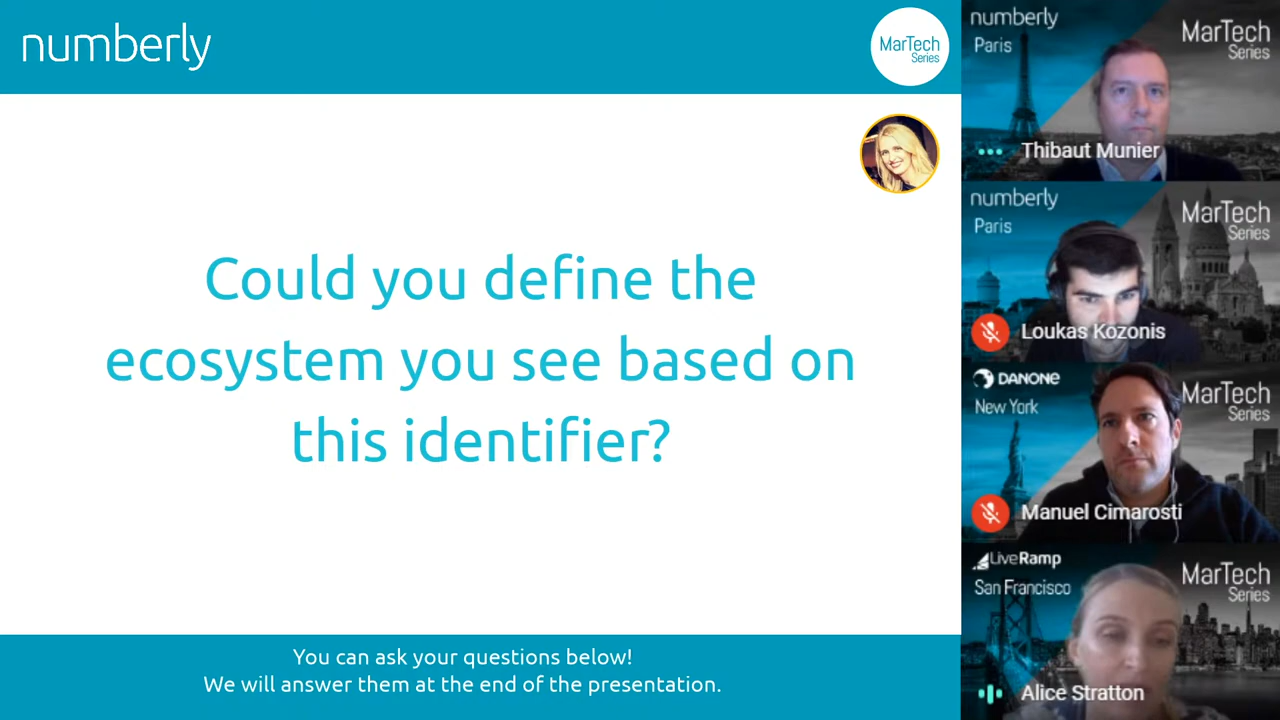 numberly
MarTech
Series
Could you define the
ecosystem you see based on
this identifier?
You can ask your questions below!
We will answer them at the end of the presentation.
numberly
Paris
MarTech
Series
Thibaut Munier
numberly
Paris
MarTech
Series
Loukas Kozonis
DANONE
New York
MarTech
Series
Manuel Cimarosti
LiveRamp
San Francisco
MarTech
Series
Alice Stratton